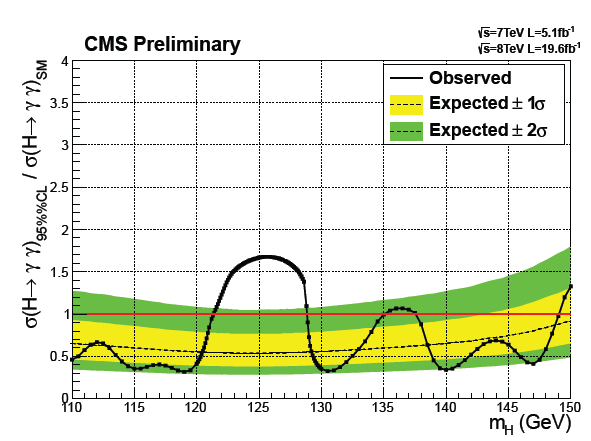 CMS Preliminary
√s=7TeV L=5.1fb⁻¹
√s=8TeV L=19.6fb⁻¹
Observed
Expected ± 1σ
Expected ± 2σ
σ(H→ γ γ)95%%CL / σ(H→ γ γ)SM
4
3.5
3
2.5
2
1.5
1
0.5
0
110 115 120 125 130 135 140 145 150
mH (GeV)